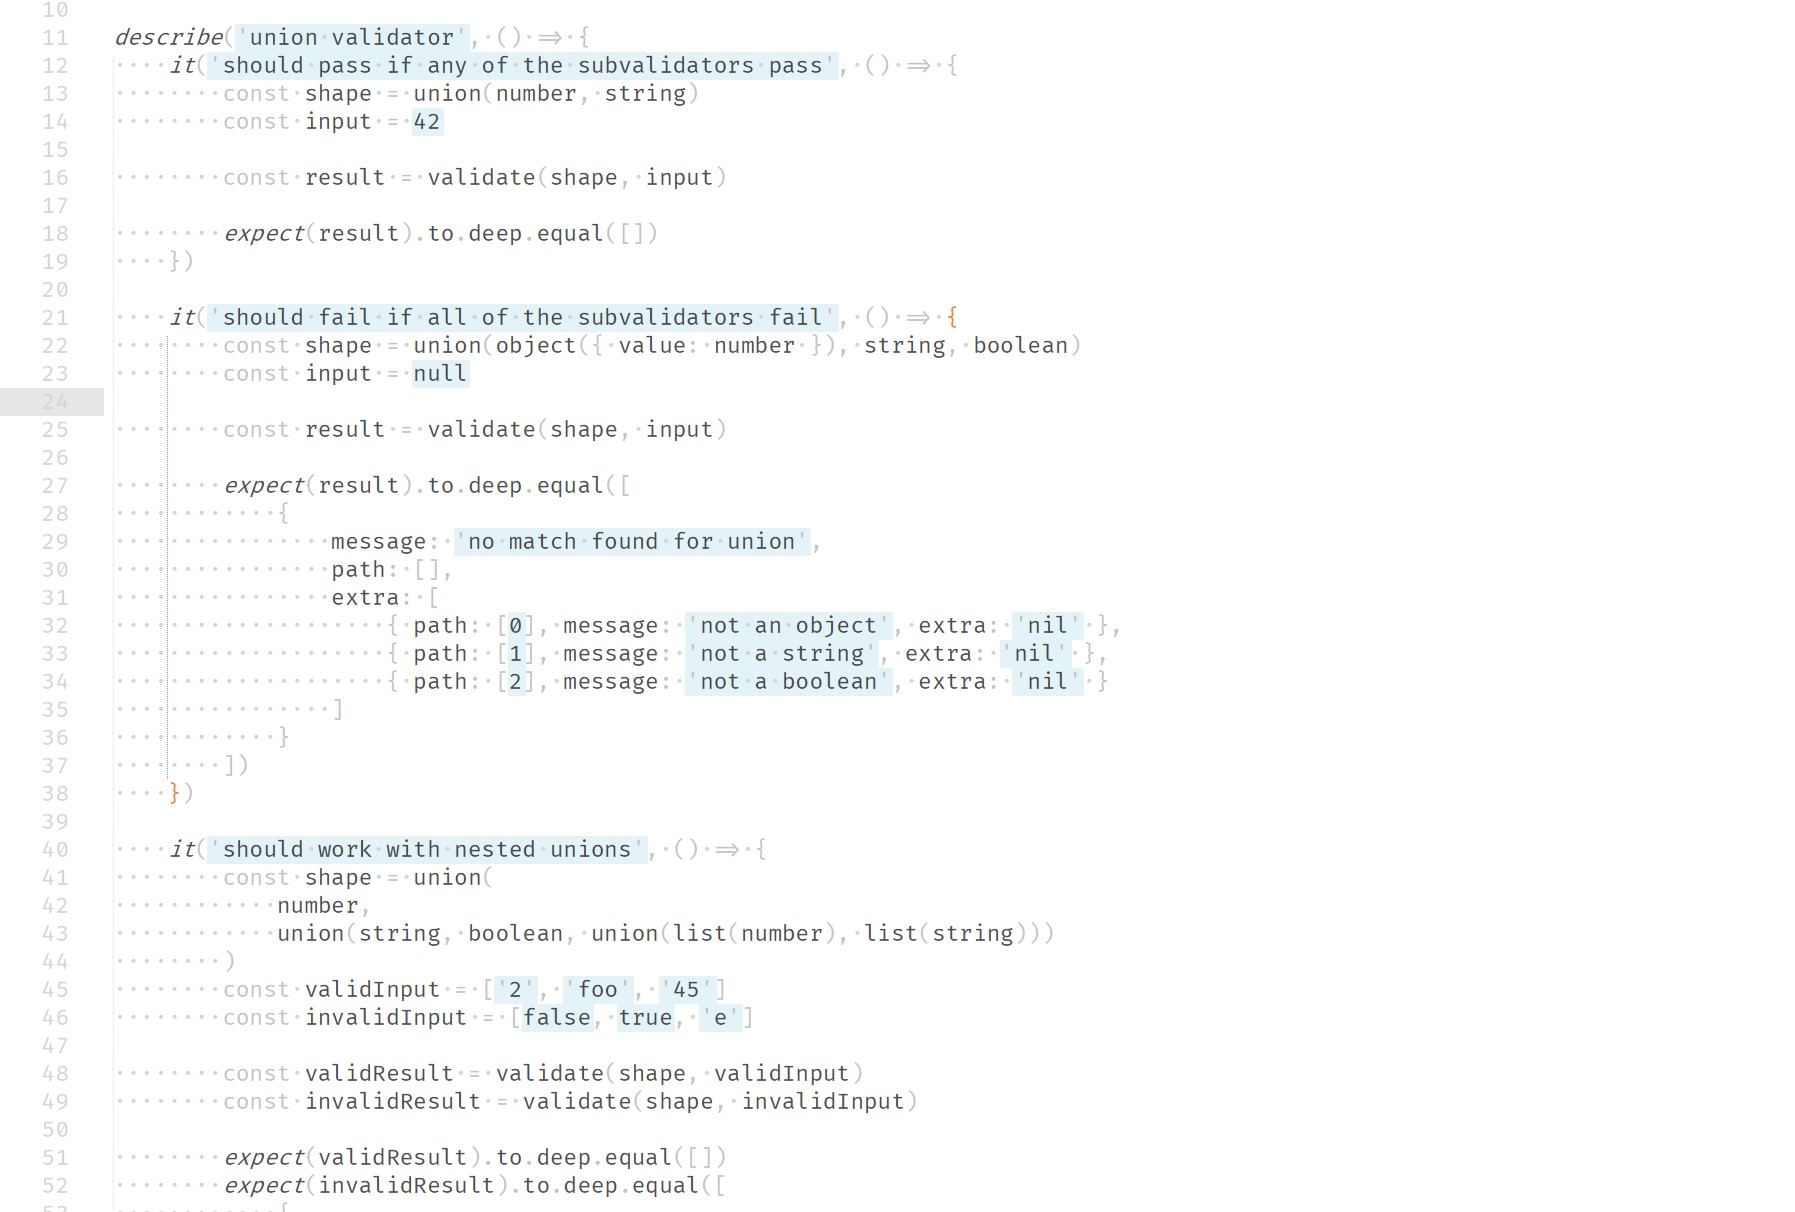 10
11 describe('union validator', () => {
12     it('should pass if any of the subvalidators pass', () => {
13         const shape = union(number, string)
14         const input = 42
15
16         const result = validate(shape, input)
17
18         expect(result).to.deep.equal([])
19     })
20
21     it('should fail if all of the subvalidators fail', () => {
22         const shape = union(object({ value: number }), string, boolean)
23         const input = null
24
25         const result = validate(shape, input)
26
27         expect(result).to.deep.equal([
28             {
29                 message: 'no match found for union',
30                 path: [],
31                 extra: [
32                     { path: [0], message: 'not an object', extra: 'nil' },
33                     { path: [1], message: 'not a string', extra: 'nil' },
34                     { path: [2], message: 'not a boolean', extra: 'nil' }
35                 ]
36             }
37         ])
38     })
39
40     it('should work with nested unions', () => {
41         const shape = union(
42             number,
43             union(string, boolean, union(list(number), list(string)))
44         )
45         const validInput = ['2', 'foo', '45']
46         const invalidInput = [false, true, 'e']
47
48         const validResult = validate(shape, validInput)
49         const invalidResult = validate(shape, invalidInput)
50
51         expect(validResult).to.deep.equal([])
52         expect(invalidResult).to.deep.equal([
53             {